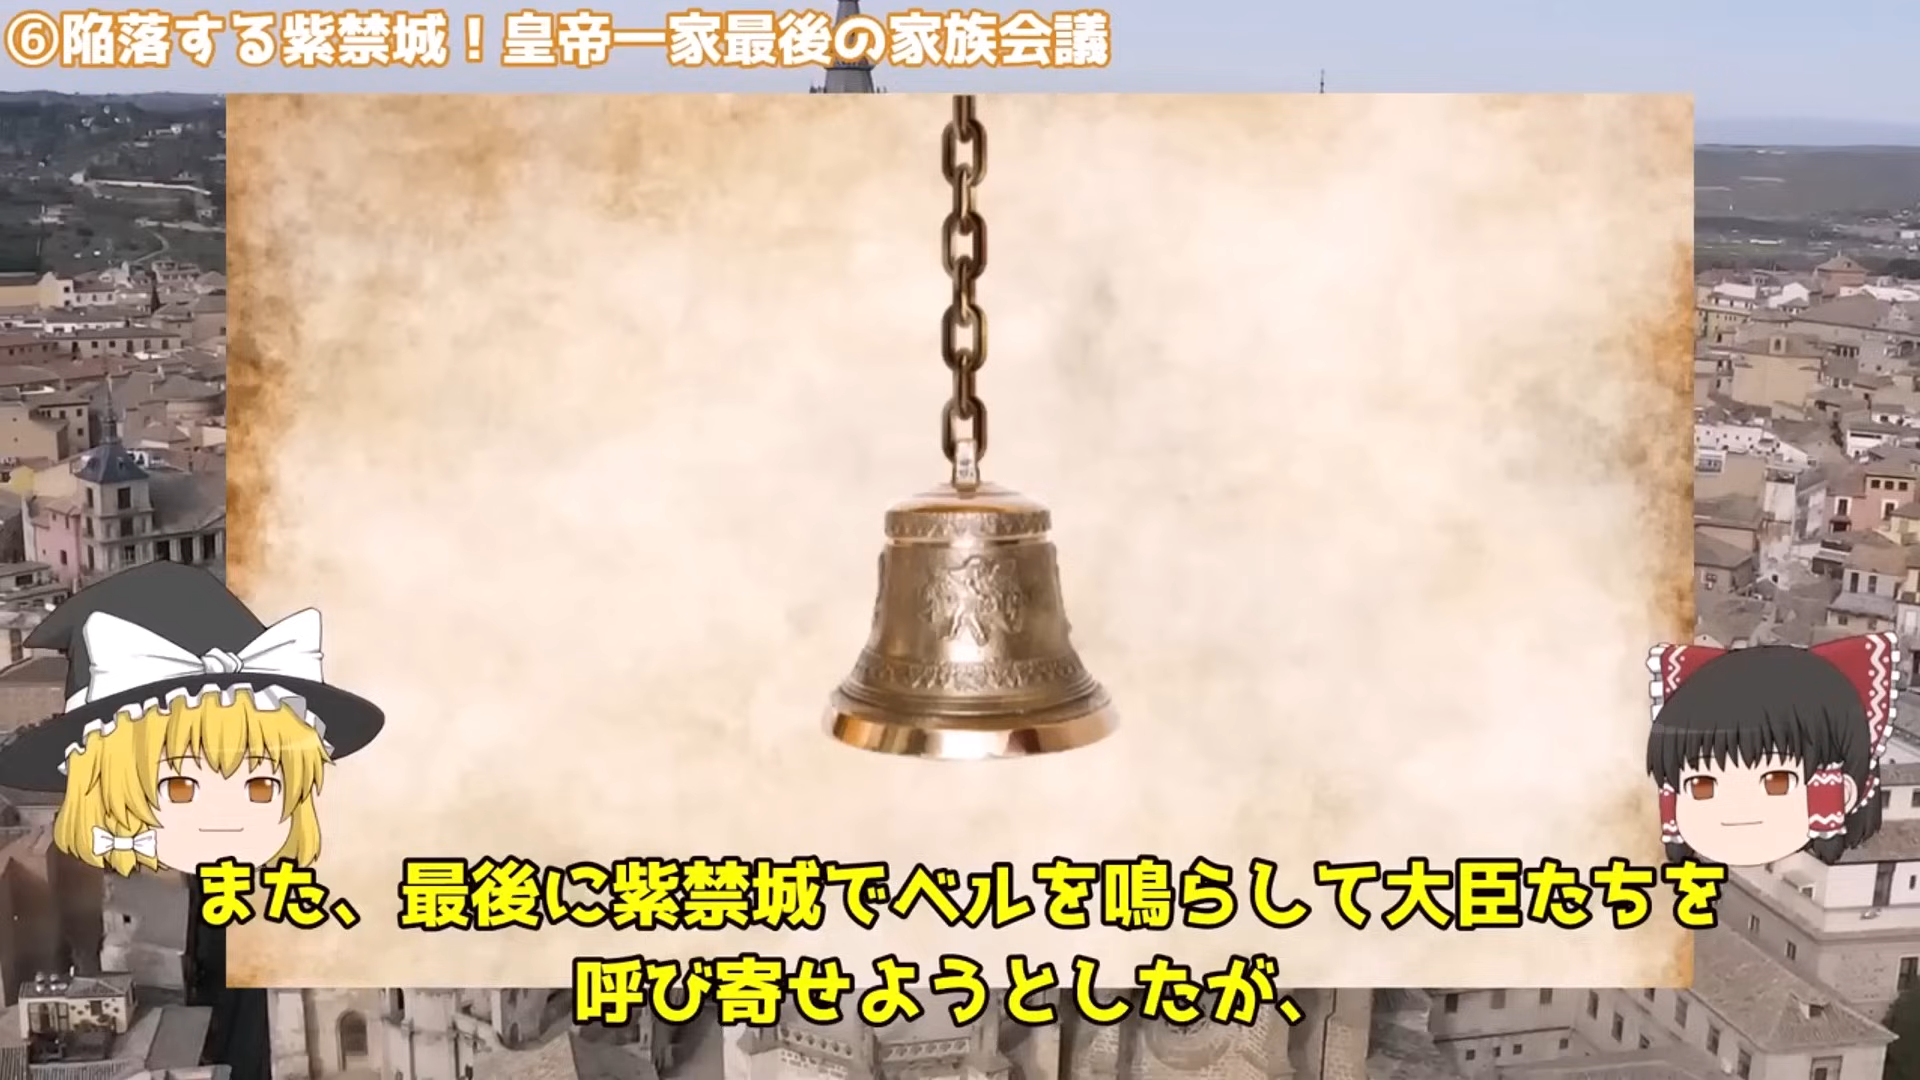 ⑥陥落する紫禁城！皇帝一家最後の家族会議
また、最後に紫禁城でベルを鳴らして大臣たちを
呼び寄せようとしたが、